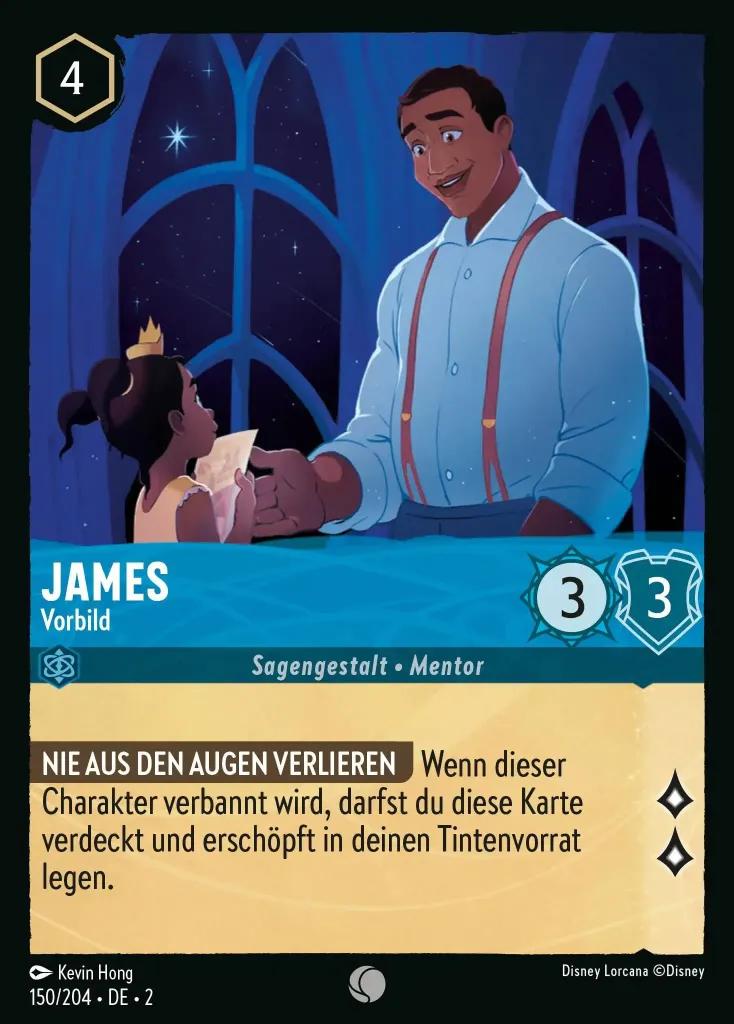 4
JAMES
Vorbild
3
3
Sagengestalt • Mentor
NIE AUS DEN AUGEN VERLIEREN Wenn dieser
Charakter verbannt wird, darfst du diese Karte
verdeckt und erschöpft in deinen Tintenvorrat
legen.
Kevin Hong
Disney Lorcana ©Disney
150/204 • DE • 2